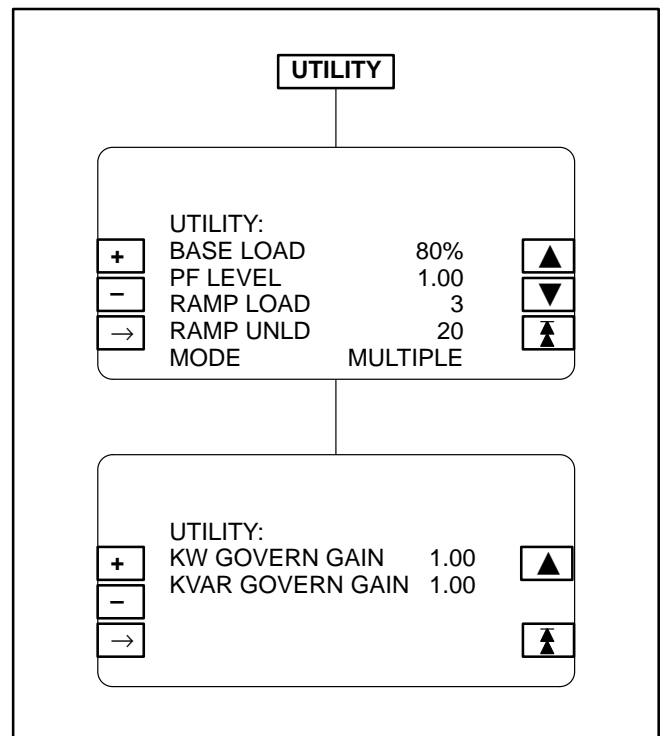 UTILITY
UTILITY:
+ BASE LOAD 80% ▲
− PF LEVEL 1.00 ▼
RAMP LOAD 3
→ RAMP UNLD 20
MODE MULTIPLE
UTILITY:
+ KW GOVERN GAIN 1.00 ▲
− KVAR GOVERN GAIN 1.00
→